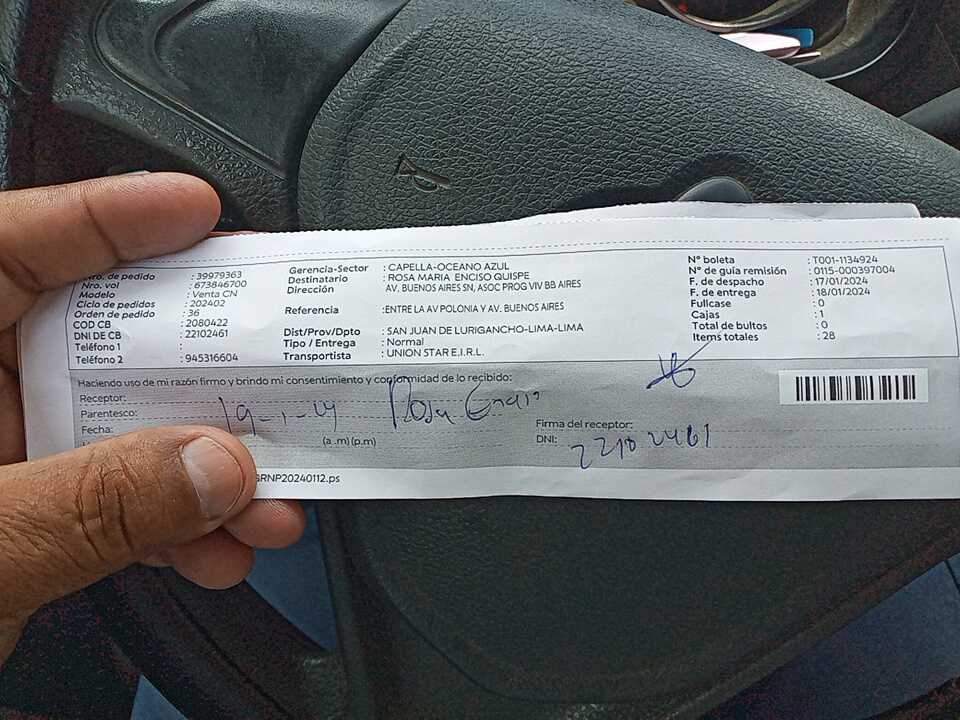 Nro. de pedido : 39979363
Nro. vol : 673846700
Modelo : Venta CN
Ciclo de pedidos : 202402
Orden de pedido : 36
COD CB : 2080422
DNI DE CB : 22102461
Teléfono 1 :
Teléfono 2 : 945316604
Gerencia-Sector : CAPELLA-OCEANO AZUL
Destinatario : ROSA MARIA ENCISO QUISPE
Dirección AV. BUENOS AIRES SN, ASOC PROG VIV BB AIRES
Referencia :ENTRE LA AV POLONIA Y AV. BUENOS AIRES
Dist/Prov/Dpto : SAN JUAN DE LURIGANCHO-LIMA-LIMA
Tipo / Entrega : Normal
Transportista : UNION STAR E.I.R.L.
N° boleta : T001-1134924
N° de guía remisión : 0115-000397004
F. de despacho : 17/01/2024
F. de entrega : 18/01/2024
Fullcase : 0
Cajas : 1
Total de bultos : 0
Items totales : 28
Haciendo uso de mi razón firmo y brindo mi consentimiento y conformidad de lo recibido:
Receptor: Rosa
Parentesco:
Fecha: 19-1-24
(a .m) (p.m)
Firma del receptor:
DNI: 22102461
GRNP20240112.ps